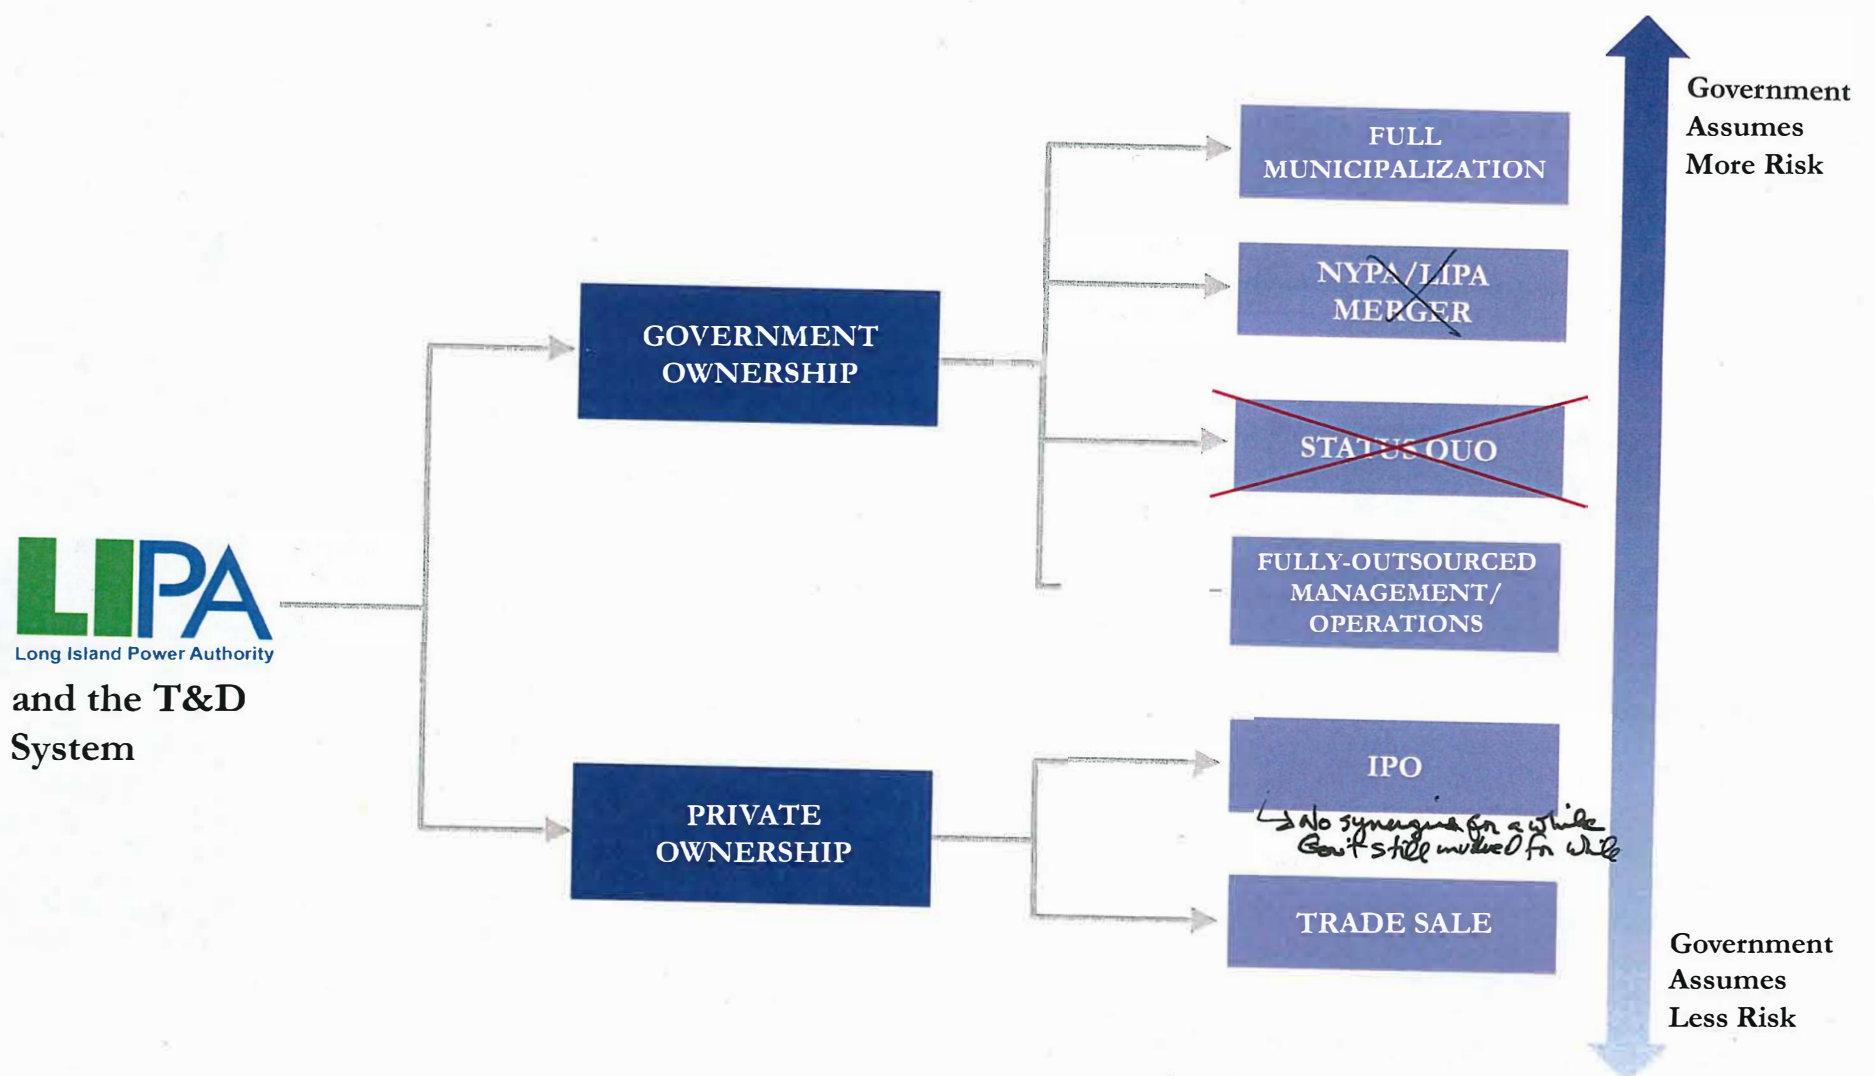 Government
Assumes
More Risk
FULL
MUNICIPALIZATION
NYPA/LIPA
MERGER
GOVERNMENT
OWNERSHIP
STATUS QUO
FULLY-OUTSOURCED
MANAGEMENT/
OPERATIONS
LIPA
Long Island Power Authority
and the T&D
System
IPO
No synergies for a while
Gov't still involved for while
PRIVATE
OWNERSHIP
TRADE SALE
Government
Assumes
Less Risk